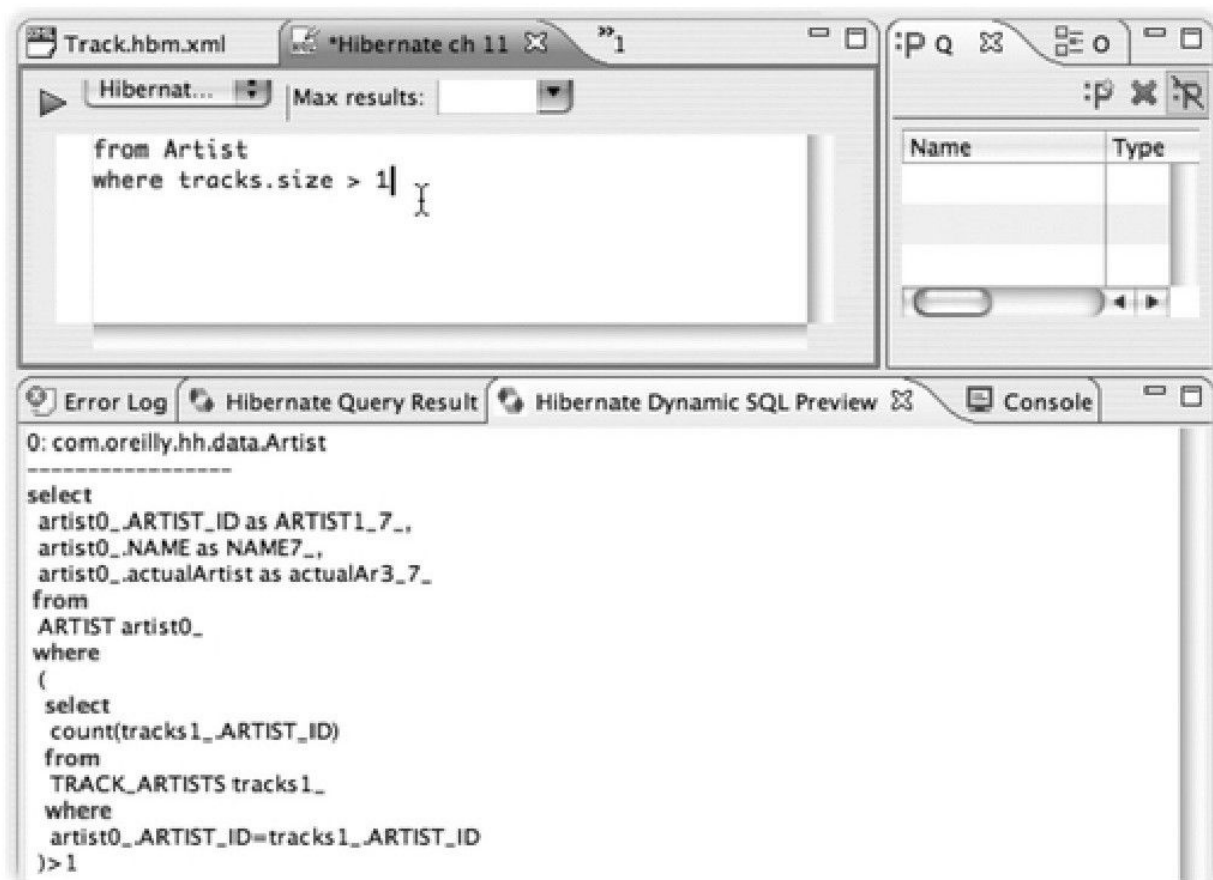 Track.hbm.xml
*Hibernate ch 11
»1
:P Q
O
Hibernat...
Max results:
:P
:R
from Artist
where tracks.size > 1
Name
Type
Error Log
Hibernate Query Result
Hibernate Dynamic SQL Preview
Console
0: com.oreilly.hh.data.Artist
-----------------
select
artist0_.ARTIST_ID as ARTIST1_7_,
artist0_.NAME as NAME7_,
artist0_.actualArtist as actualAr3_7_
from
ARTIST artist0_
where
(
select
count(tracks1_.ARTIST_ID)
from
TRACK_ARTISTS tracks1_
where
artist0_.ARTIST_ID=tracks1_.ARTIST_ID
)>1